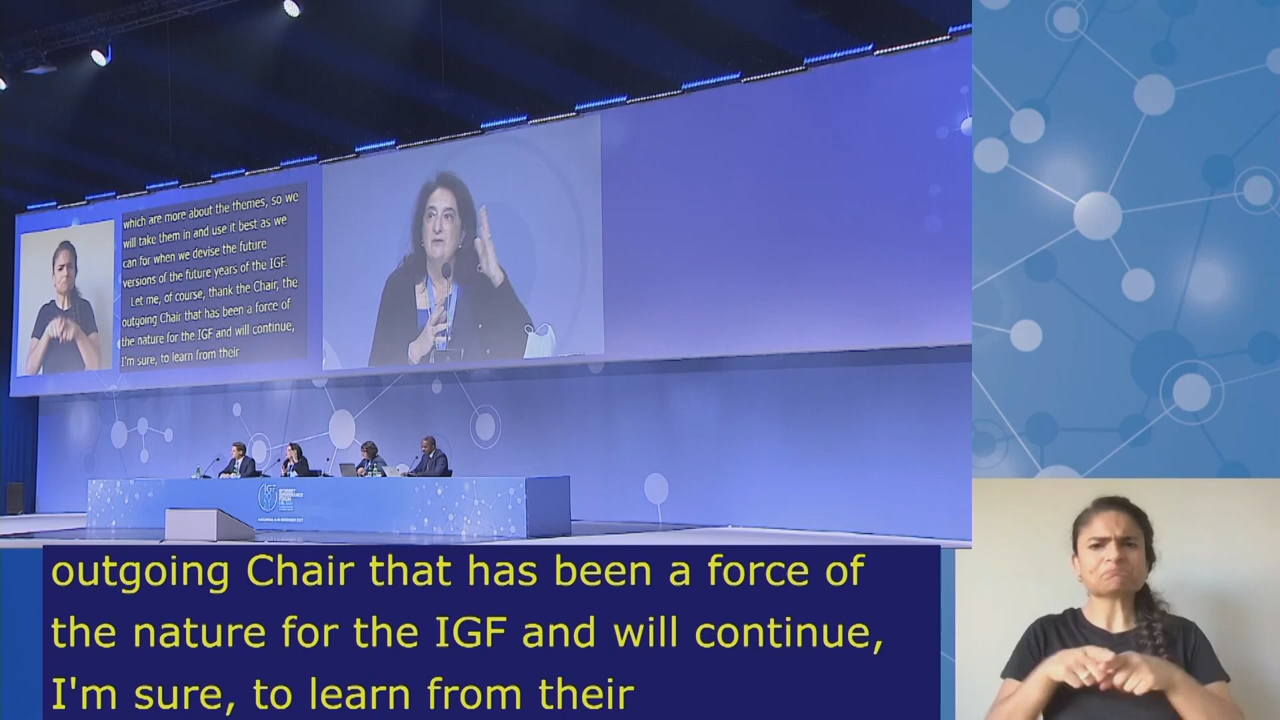 which are more about the themes, so we
will take them in and use it best as we
can for when we devise the future
versions of the future years of the IGF.
Let me, of course, thank the Chair, the
outgoing Chair that has been a force of
the nature for the IGF and will continue,
I'm sure, to learn from their
IGF
INTERNET
GOVERNANCE
FORUM
outgoing Chair that has been a force of
the nature for the IGF and will continue,
I'm sure, to learn from their